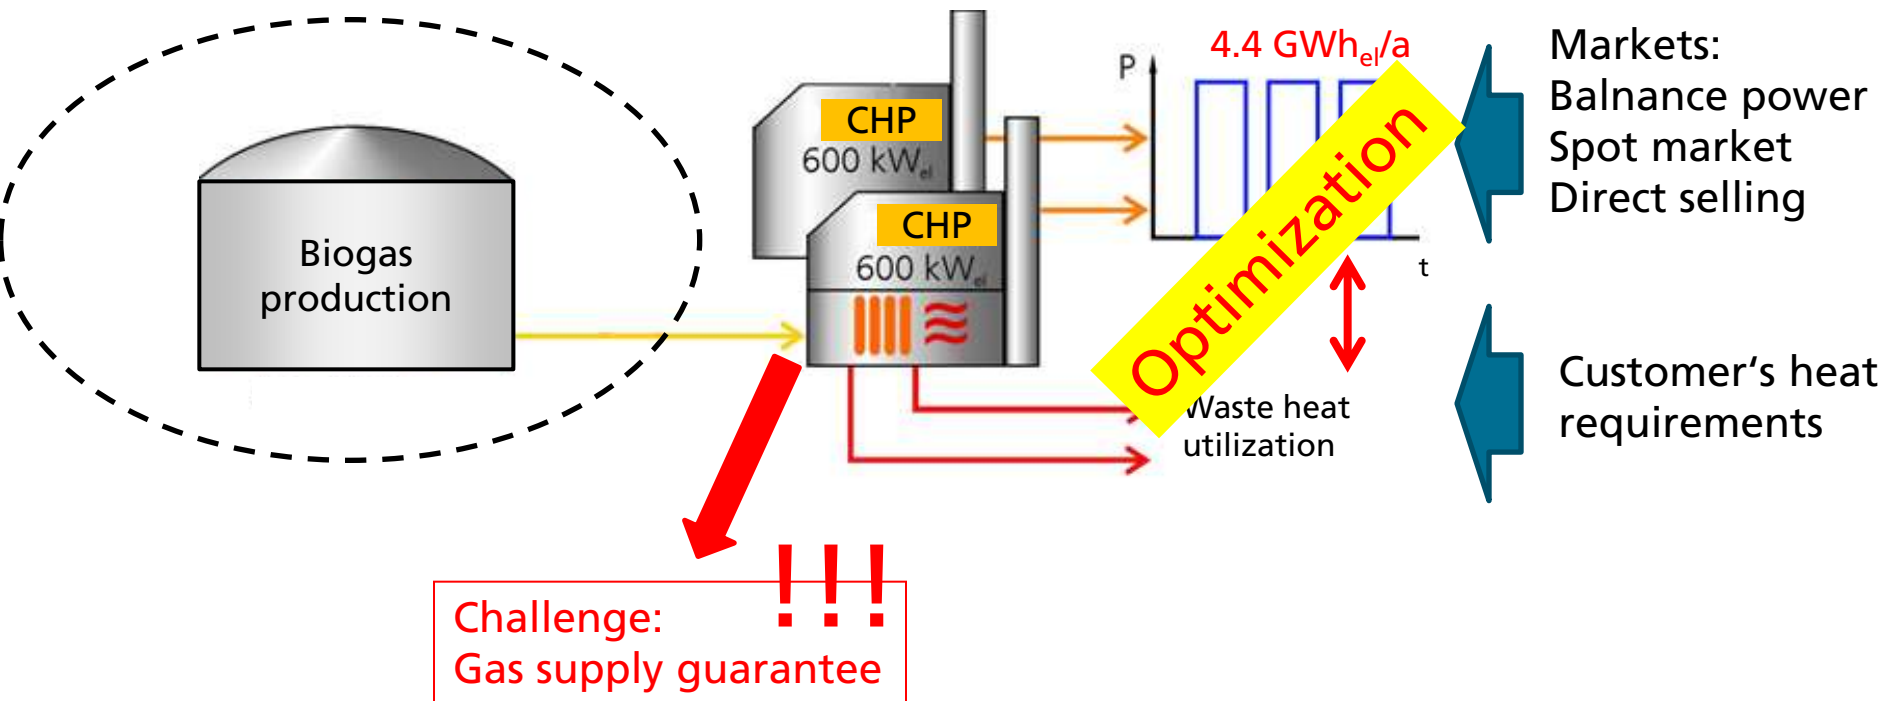 4.4 GWhel/a
P
t
CHP
600 kWel
CHP
600 kWel
Biogas
production
Optimization
Waste heat
utilization
Markets:
Balnance power
Spot market
Direct selling
Customer‘s heat
requirements
!!!
Challenge:
Gas supply guarantee